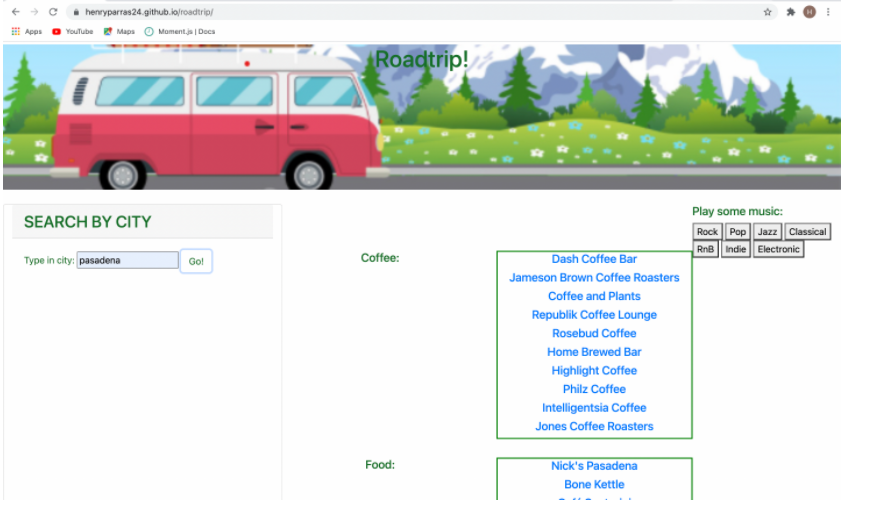 henryparras24.github.io/roadtrip/
H
Apps YouTube Maps Moment.js | Docs
Roadtrip!
SEARCH BY CITY
Type in city: pasadena Go!
Coffee:
Dash Coffee Bar
Jameson Brown Coffee Roasters
Coffee and Plants
Republik Coffee Lounge
Rosebud Coffee
Home Brewed Bar
Highlight Coffee
Philz Coffee
Intelligentsia Coffee
Jones Coffee Roasters
Food:
Nick's Pasadena
Bone Kettle
Play some music:
Rock Pop Jazz Classical
RnB Indie Electronic